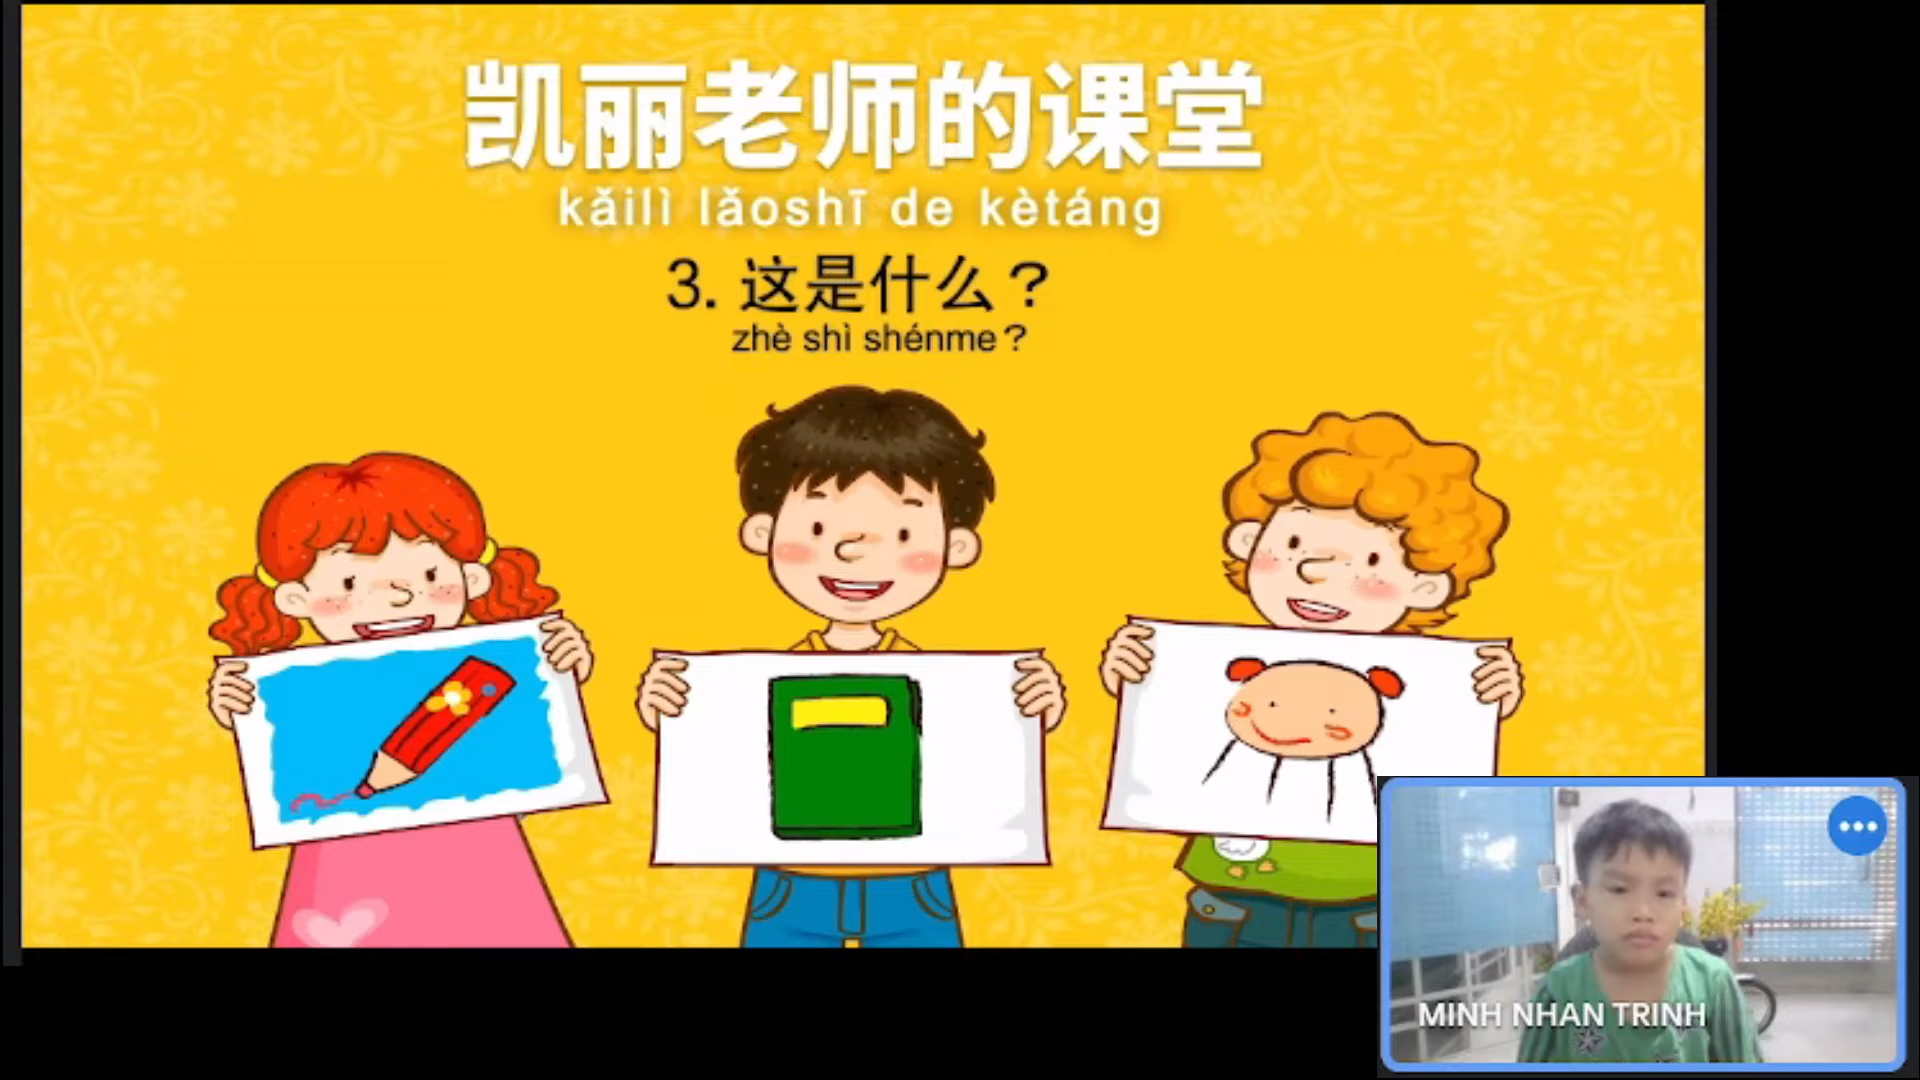 凯丽老师的课堂
kǎilì lǎoshī de kètáng
3. 这是什么？
zhè shì shénme？
MINH NHAN TRINH